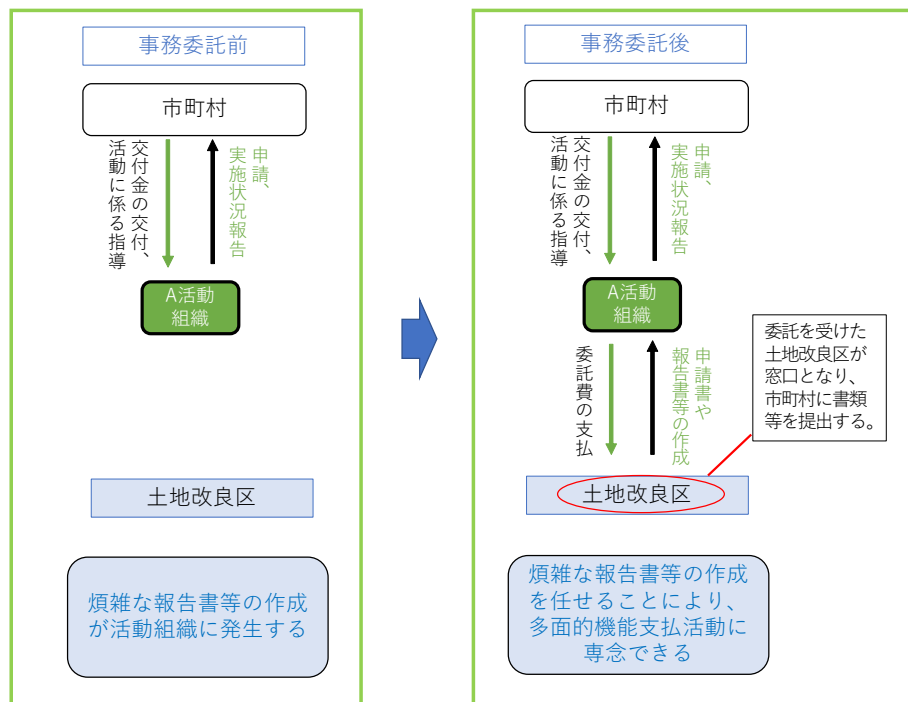 事務委託前
市町村
交付金の交付、
活動に係る指導
申請、
実施状況報告
A活動
組織
土地改良区
煩雑な報告書等の作成
が活動組織に発生する
事務委託後
市町村
交付金の交付、
活動に係る指導
申請、
実施状況報告
A活動
組織
委託費の支払
申請書や
報告書等の作成
委託を受けた
土地改良区が
窓口となり、
市町村に書類
等を提出する。
土地改良区
煩雑な報告書等の作成
を任せることにより、
多面的機能支払活動に
専念できる